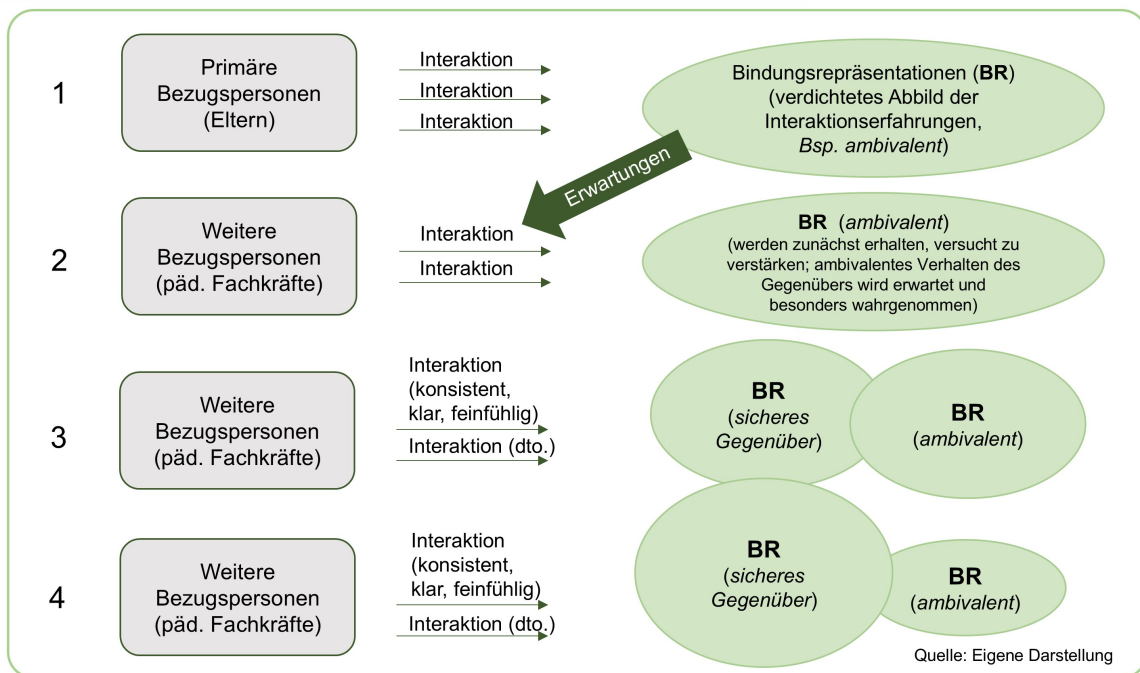 1
Primäre
Bezugspersonen
(Eltern)
Interaktion
Interaktion
Interaktion
Bindungsrepräsentationen (BR)
(verdichtetes Abbild der
Interaktionserfahrungen,
Bsp. ambivalent)
Erwartungen
2
Weitere
Bezugspersonen
(päd. Fachkräfte)
Interaktion
Interaktion
BR (ambivalent)
(werden zunächst erhalten, versucht zu
verstärken; ambivalentes Verhalten des
Gegenübers wird erwartet und
besonders wahrgenommen)
3
Weitere
Bezugspersonen
(päd. Fachkräfte)
Interaktion
(konsistent,
klar, feinfühlig)
Interaktion (dto.)
BR
(sicheres
Gegenüber)
BR
(ambivalent)
4
Weitere
Bezugspersonen
(päd. Fachkräfte)
Interaktion
(konsistent,
klar, feinfühlig)
Interaktion (dto.)
BR
(sicheres
Gegenüber)
BR
(ambivalent)
Quelle: Eigene Darstellung